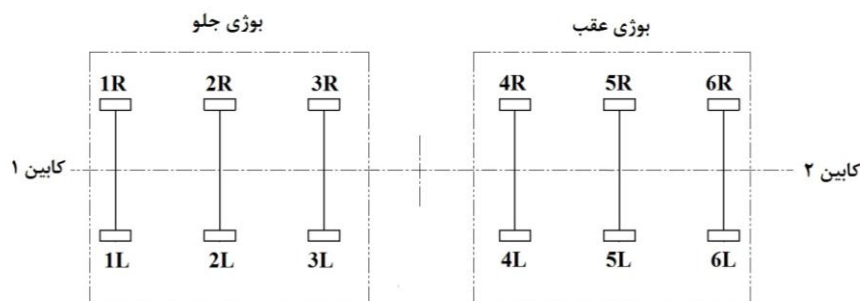 بوژی جلو
بوژی عقب
1R 2R 3R 4R 5R 6R
کابین ۱
کابین ۲
1L 2L 3L 4L 5L 6L